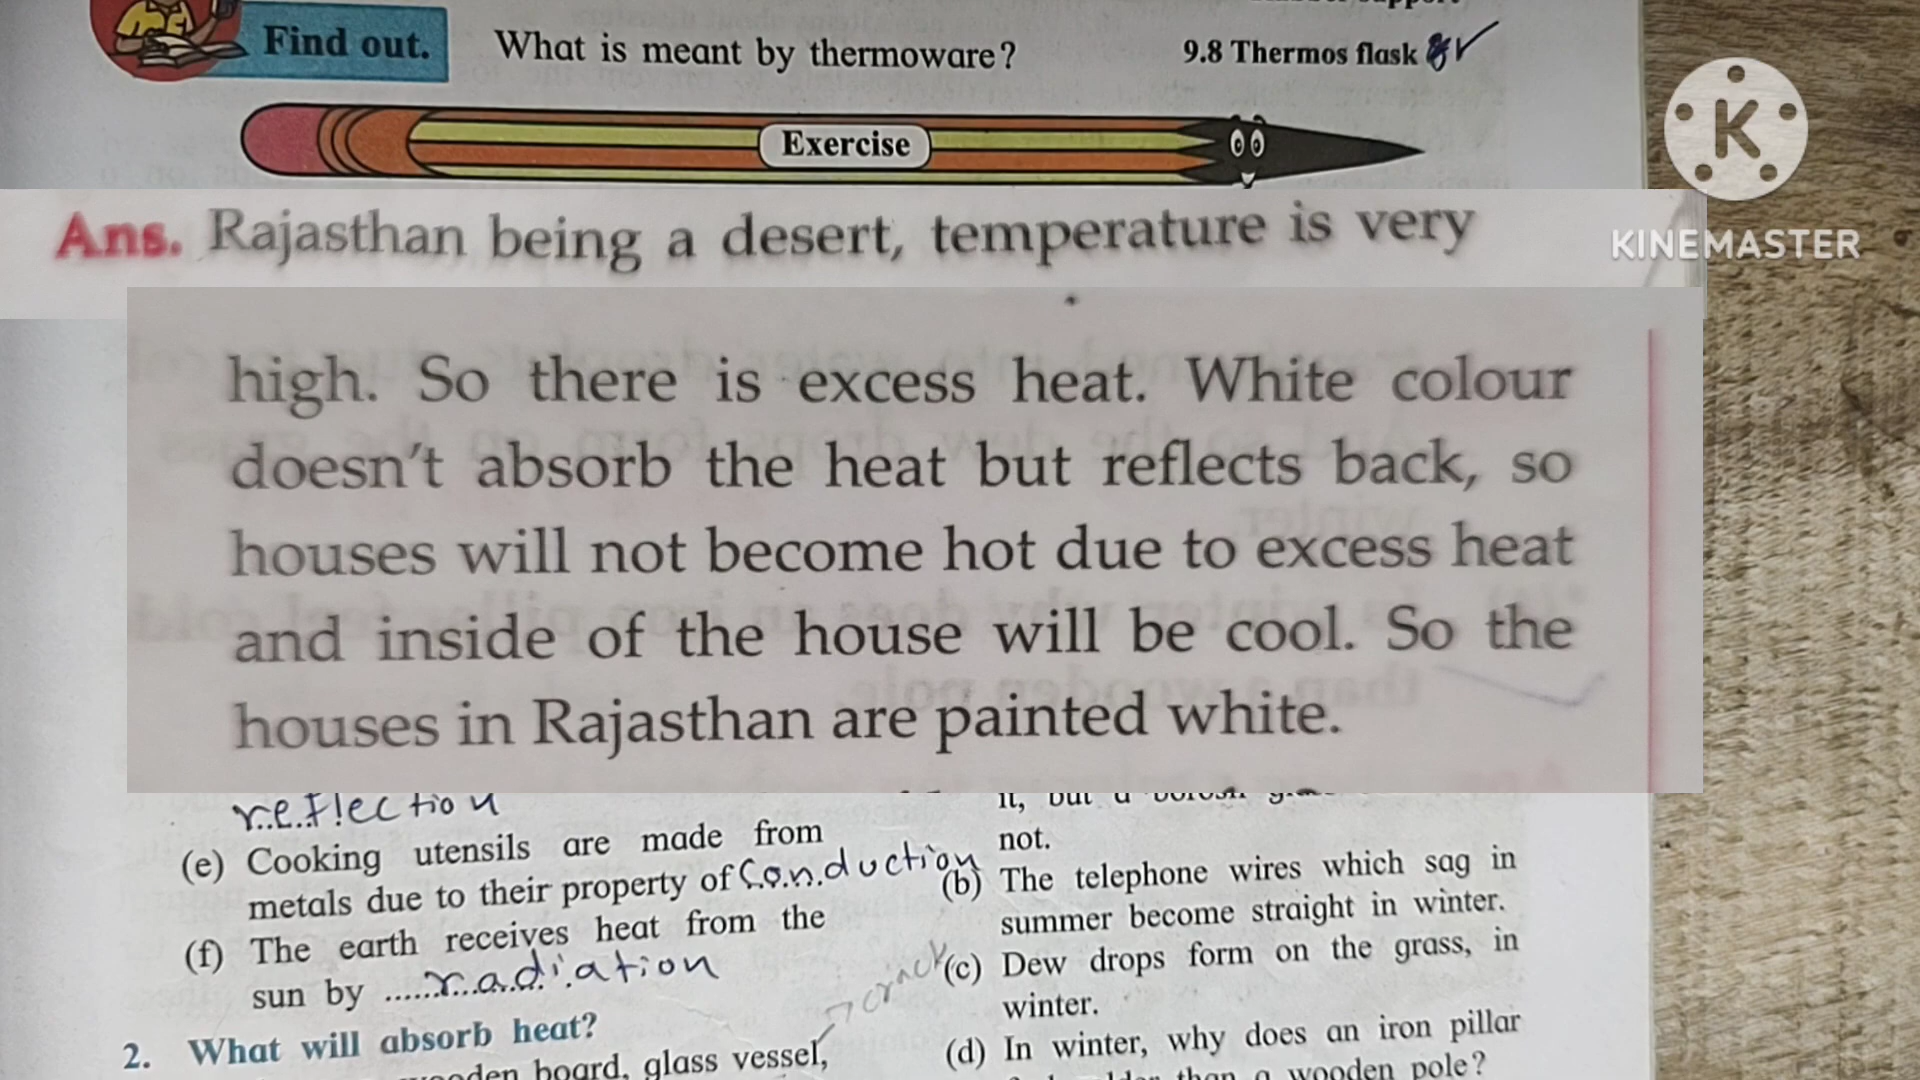 Find out.
What is meant by thermoware?
9.8 Thermos flask
K
KINEMASTER
Exercise
Ans. Rajasthan being a desert, temperature is very
high. So there is excess heat. White colour
doesn't absorb the heat but reflects back, so
houses will not become hot due to excess heat
and inside of the house will be cool. So the
houses in Rajasthan are painted white.
reflection
(e) Cooking utensils are made from
metals due to their property of conduction
(f) The earth receives heat from the
sun by ......radiation
2. What will absorb heat?
board, glass vessel,
it, but a
not.
(b) The telephone wires which sag in
summer become straight in winter.
crack
(c) Dew drops form on the grass, in
winter.
(d) In winter, why does an iron pillar
than a wooden pole?